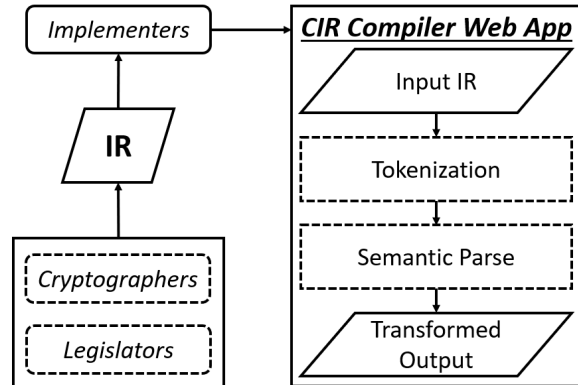 Implementers
IR
Cryptographers
Legislators
CIR Compiler Web App
Input IR
Tokenization
Semantic Parse
Transformed
Output